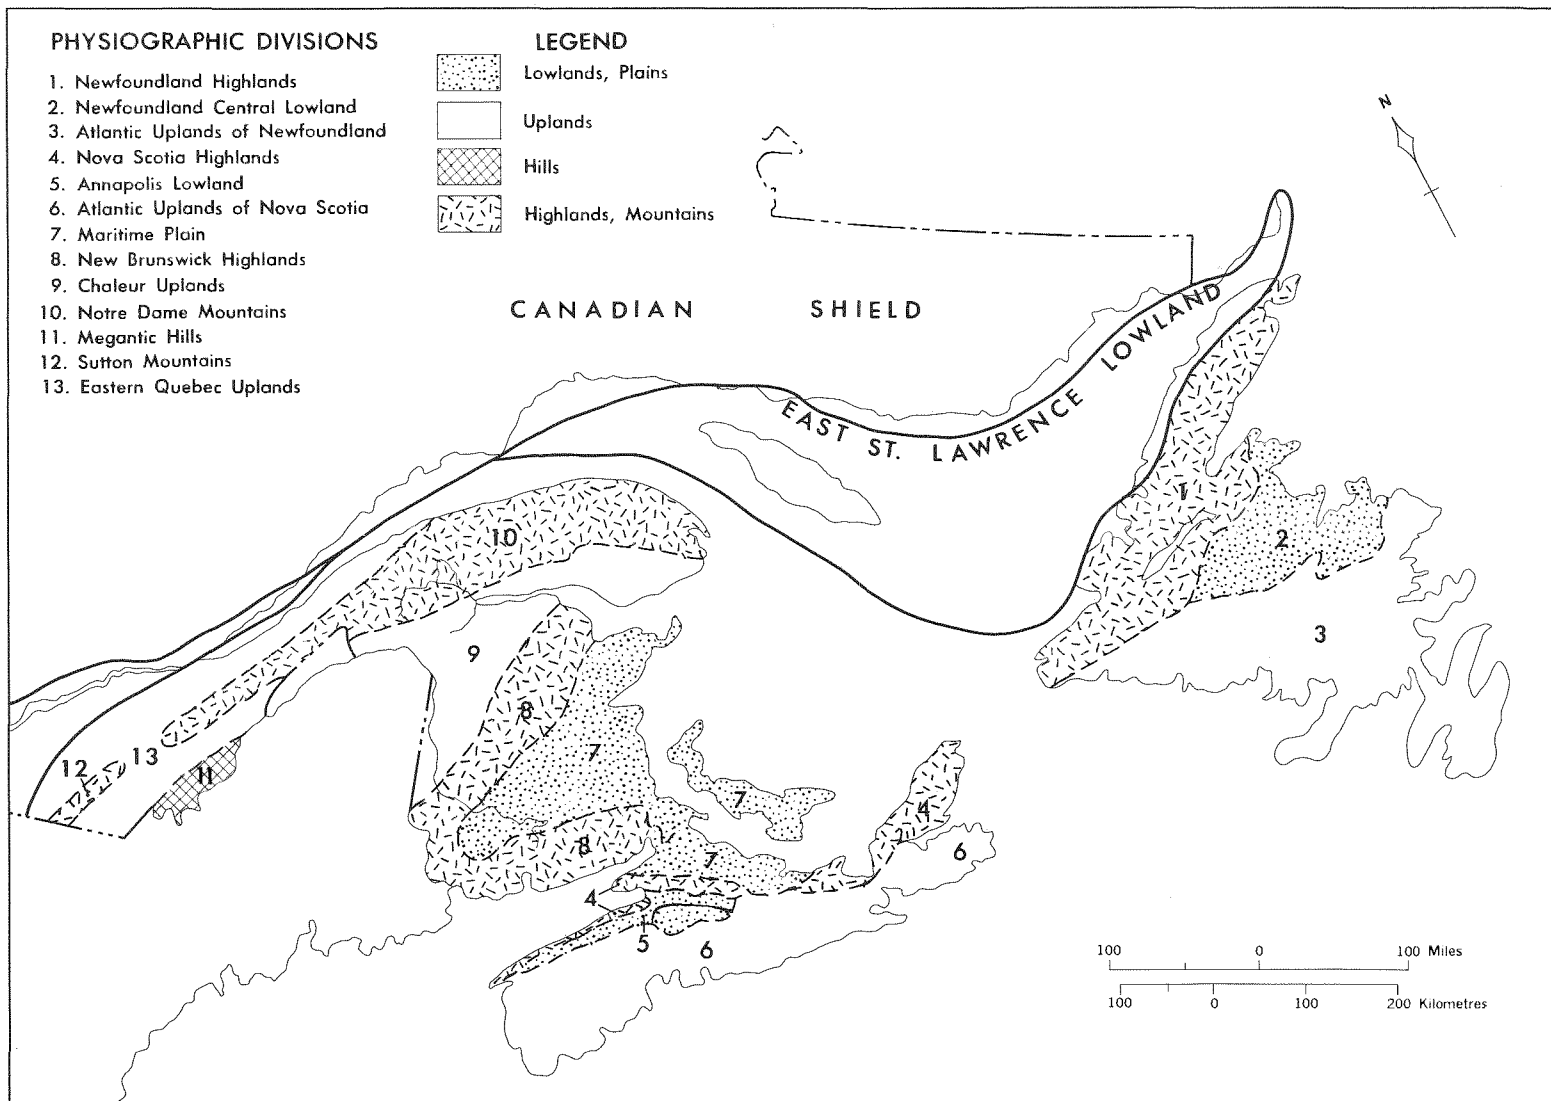 PHYSIOGRAPHIC DIVISIONS
1. Newfoundland Highlands
2. Newfoundland Central Lowland
3. Atlantic Uplands of Newfoundland
4. Nova Scotia Highlands
5. Annapolis Lowland
6. Atlantic Uplands of Nova Scotia
7. Maritime Plain
8. New Brunswick Highlands
9. Chaleur Uplands
10. Notre Dame Mountains
11. Megantic Hills
12. Sutton Mountains
13. Eastern Quebec Uplands
LEGEND
Lowlands, Plains
Uplands
Hills
Highlands, Mountains
N
CANADIAN SHIELD
EAST ST. LAWRENCE LOWLAND
1
10
2
3
9
8
7
12
13
11
7
4
8
7
6
4
5
6
100 0 100 Miles
100 0 100 200 Kilometres